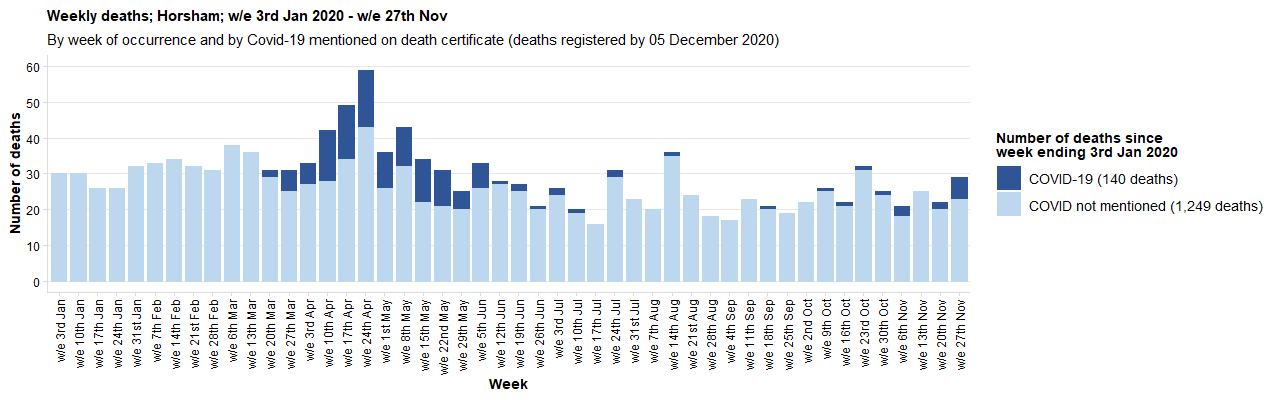 Weekly deaths; Horsham; w/e 3rd Jan 2020 - w/e 27th Nov
By week of occurrence and by Covid-19 mentioned on death certificate (deaths registered by 05 December 2020)
Number of deaths
60
50
40
30
20
10
0
w/e 3rd Jan
w/e 10th Jan
w/e 17th Jan
w/e 24th Jan
w/e 31st Jan
w/e 7th Feb
w/e 14th Feb
w/e 21st Feb
w/e 28th Feb
w/e 6th Mar
w/e 13th Mar
w/e 20th Mar
w/e 27th Mar
w/e 3rd Apr
w/e 10th Apr
w/e 17th Apr
w/e 24th Apr
w/e 1st May
w/e 8th May
w/e 15th May
w/e 22nd May
w/e 29th May
w/e 5th Jun
w/e 12th Jun
w/e 19th Jun
w/e 26th Jun
w/e 3rd Jul
w/e 10th Jul
w/e 17th Jul
w/e 24th Jul
w/e 31st Jul
w/e 7th Aug
w/e 14th Aug
w/e 21st Aug
w/e 28th Aug
w/e 4th Sep
w/e 11th Sep
w/e 18th Sep
w/e 25th Sep
w/e 2nd Oct
w/e 9th Oct
w/e 16th Oct
w/e 23rd Oct
w/e 30th Oct
w/e 6th Nov
w/e 13th Nov
w/e 20th Nov
w/e 27th Nov
Week
Number of deaths since
week ending 3rd Jan 2020
COVID-19 (140 deaths)
COVID not mentioned (1,249 deaths)